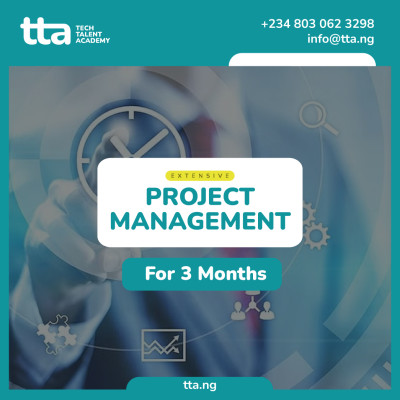 tta
TECH
TALENT
ACADEMY
+234 803 062 3298
info@tta.ng
EXTENSIVE
PROJECT
MANAGEMENT
For 3 Months
tta.ng